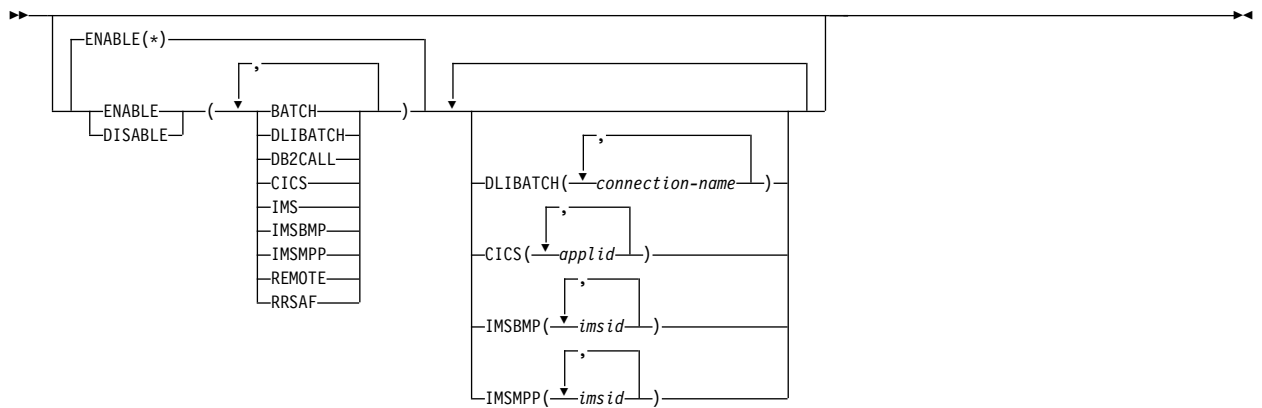 ENABLE(*)
,
ENABLE ( BATCH )
DISABLE DLIBATCH
DB2CALL
CICS
IMS
IMSBMP
IMSMPP
REMOTE
RRSAF
,
DLIBATCH( connection-name )
,
CICS( applid )
,
IMSBMP( imsid )
,
IMSMPP( imsid )